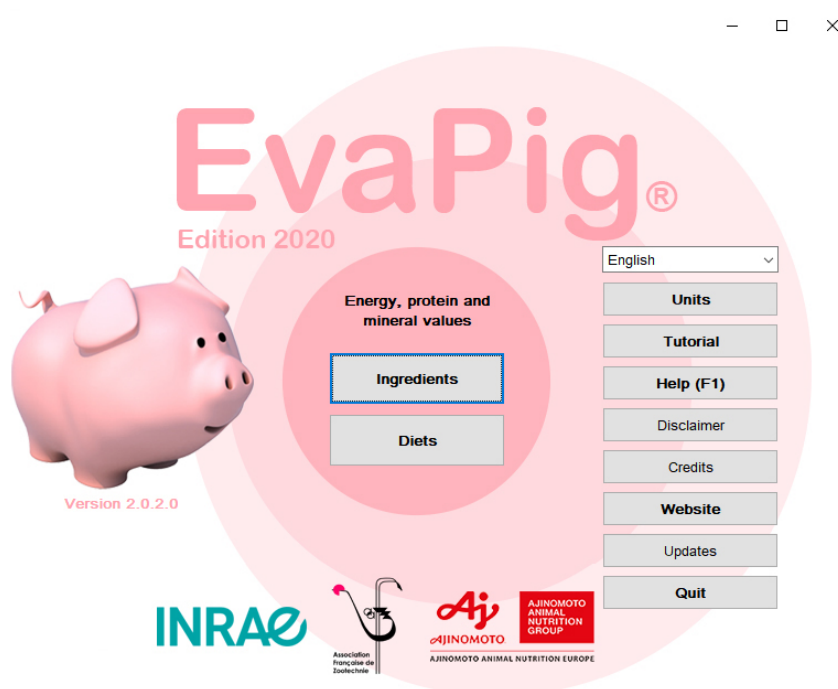 EvaPig®
Edition 2020
English
Energy, protein and
mineral values
Units
Tutorial
Ingredients
Help (F1)
Diets
Disclaimer
Credits
Version 2.0.2.0
Website
Updates
Quit
INRAE
Association
Française de
Zootechnie
Aj
AJINOMOTO
AJINOMOTO
ANIMAL
NUTRITION
GROUP
AJINOMOTO ANIMAL NUTRITION EUROPE